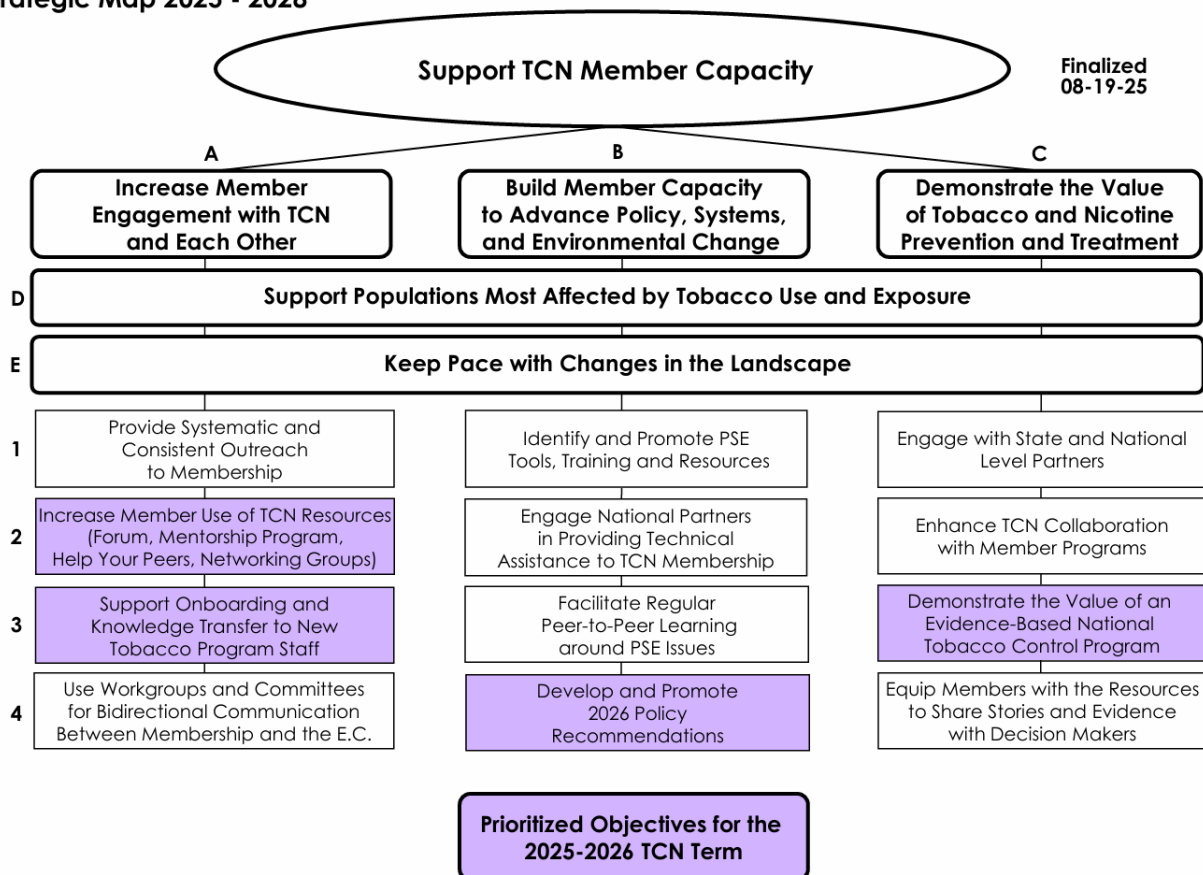 Strategic Map 2025 - 2026
Support TCN Member Capacity
Finalized
08-19-25
A
B
C
Increase Member
Engagement with TCN
and Each Other
Build Member Capacity
to Advance Policy, Systems,
and Environmental Change
Demonstrate the Value
of Tobacco and Nicotine
Prevention and Treatment
D
Support Populations Most Affected by Tobacco Use and Exposure
E
Keep Pace with Changes in the Landscape
1
Provide Systematic and
Consistent Outreach
to Membership
Identify and Promote PSE
Tools, Training and Resources
Engage with State and National
Level Partners
2
Increase Member Use of TCN Resources
(Forum, Mentorship Program,
Help Your Peers, Networking Groups)
Engage National Partners
in Providing Technical
Assistance to TCN Membership
Enhance TCN Collaboration
with Member Programs
3
Support Onboarding and
Knowledge Transfer to New
Tobacco Program Staff
Facilitate Regular
Peer-to-Peer Learning
around PSE Issues
Demonstrate the Value of an
Evidence-Based National
Tobacco Control Program
4
Use Workgroups and Committees
for Bidirectional Communication
Between Membership and the E.C.
Develop and Promote
2026 Policy
Recommendations
Equip Members with the Resources
to Share Stories and Evidence
with Decision Makers
Prioritized Objectives for the
2025-2026 TCN Term